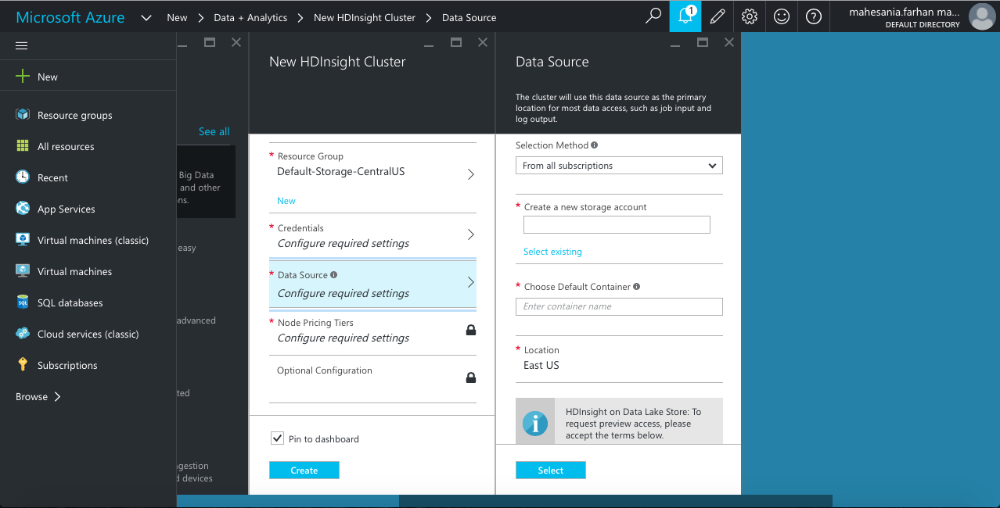 Microsoft Azure
New > Data + Analytics > New HDInsight Cluster > Data Source
1
mahesania.farhan ma...
DEFAULT DIRECTORY
New
Resource groups
All resources
Recent
App Services
Virtual machines (classic)
Virtual machines
SQL databases
SQL
Cloud services (classic)
Subscriptions
Browse
See all
Big Data
and other
ns.
easy
advanced
ted
gestion
d devices
New HDInsight Cluster
* Resource Group
Default-Storage-CentralUS
New
* Credentials
Configure required settings
* Data Source
Configure required settings
* Node Pricing Tiers
Configure required settings
Optional Configuration
Pin to dashboard
Create
Data Source
The cluster will use this data source as the primary
location for most data access, such as job input and
log output.
Selection Method
From all subscriptions
* Create a new storage account
Select existing
* Choose Default Container
Enter container name
* Location
East US
HDInsight on Data Lake Store: To
request preview access, please
accept the terms below.
Select